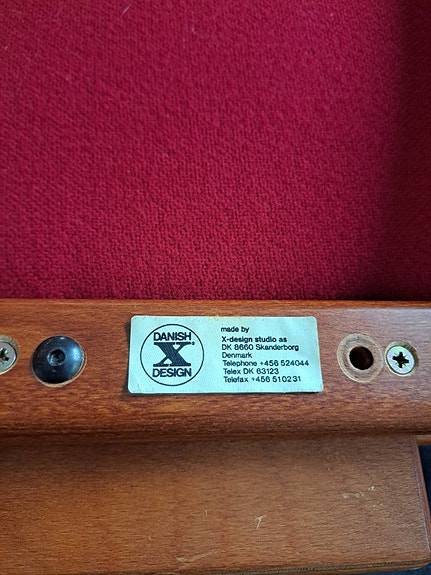 DANISH
X
DESIGN
made by
X-design studio as
DK 8660 Skanderborg
Denmark
Telephone +456 524044
Telex DK 63123
Telefax +456 510231